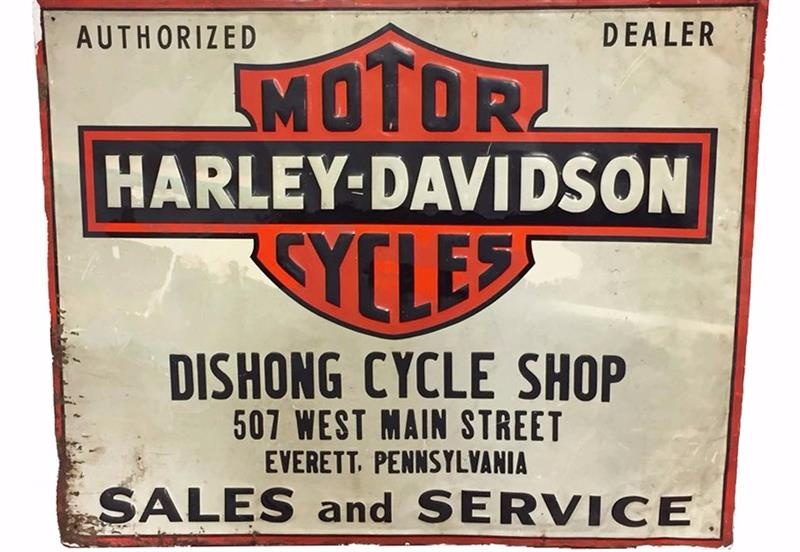 AUTHORIZED DEALER
MOTOR
HARLEY-DAVIDSON
CYCLES
DISHONG CYCLE SHOP
507 WEST MAIN STREET
EVERETT, PENNSYLVANIA
SALES and SERVICE